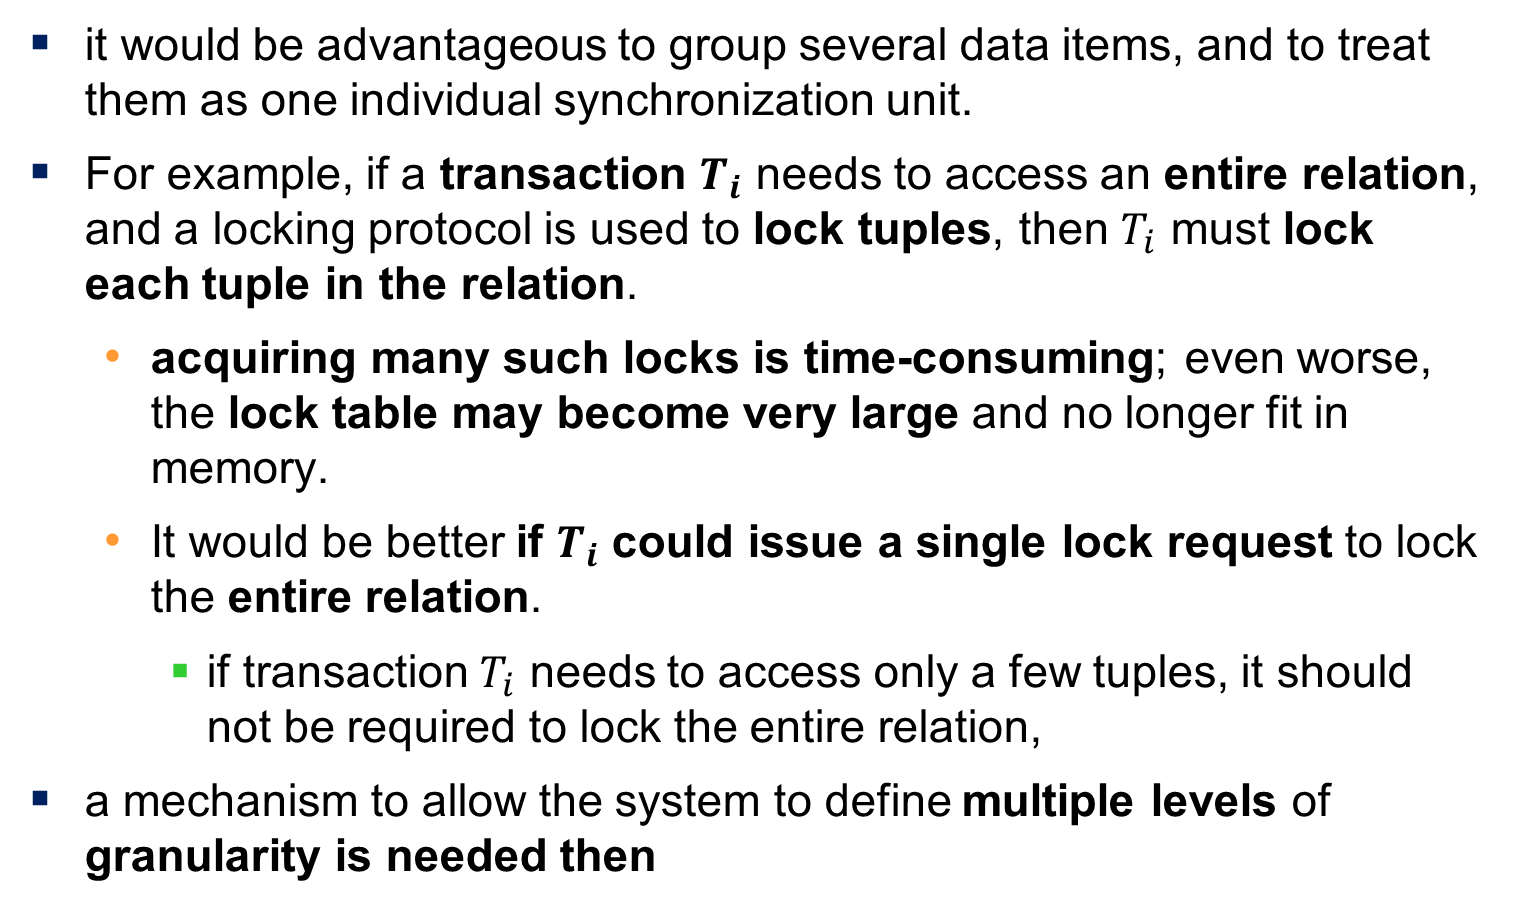 ▪ it would be advantageous to group several data items, and to treat
them as one individual synchronization unit.
▪ For example, if a transaction Tᵢ needs to access an entire relation,
and a locking protocol is used to lock tuples, then Tᵢ must lock
each tuple in the relation.
• acquiring many such locks is time-consuming; even worse,
the lock table may become very large and no longer fit in
memory.
• It would be better if Tᵢ could issue a single lock request to lock
the entire relation.
▪ if transaction Tᵢ needs to access only a few tuples, it should
not be required to lock the entire relation,
▪ a mechanism to allow the system to define multiple levels of
granularity is needed then